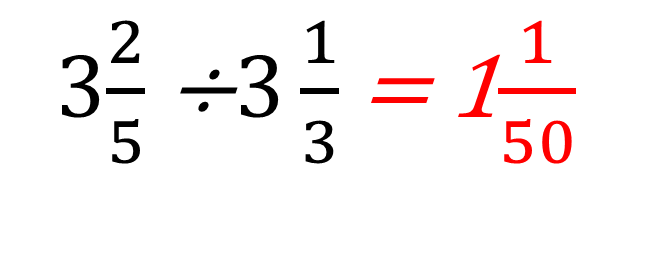 3 2/5 ÷ 3 1/3 = 1 1/50